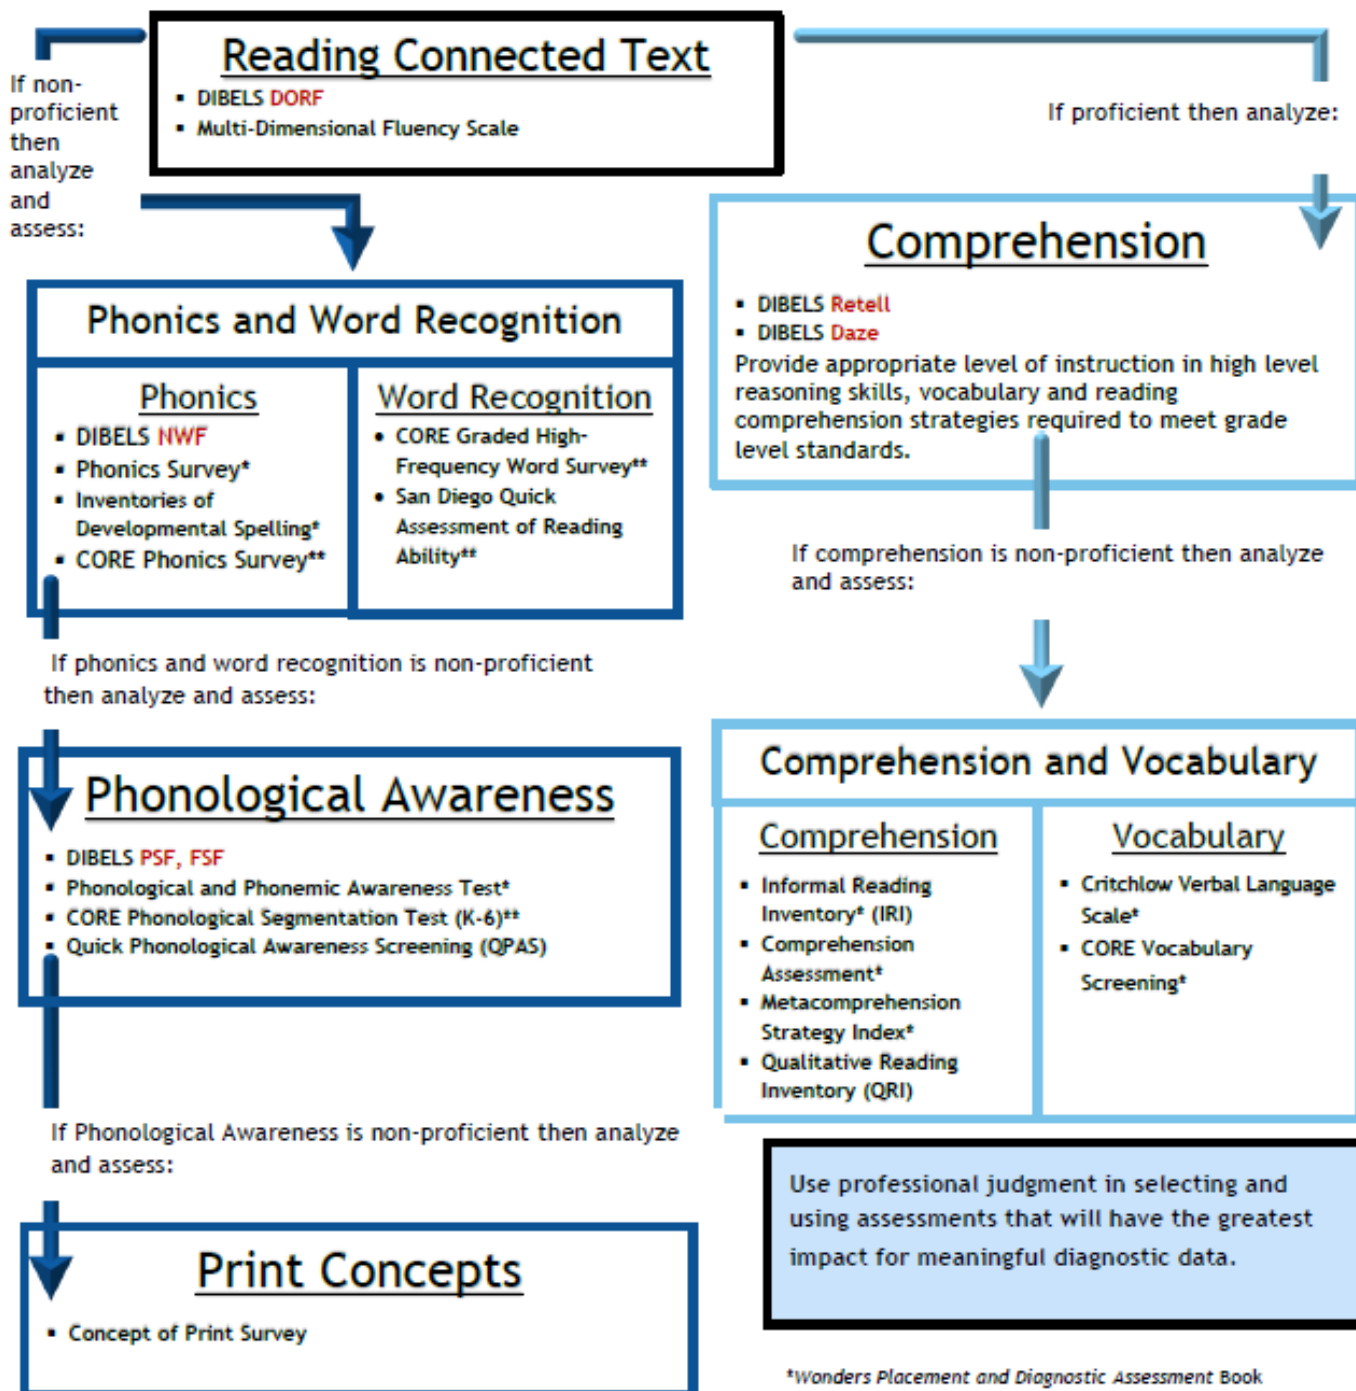 Reading Connected Text
▪ DIBELS DORF
▪ Multi-Dimensional Fluency Scale
If non-
proficient
then
analyze
and
assess:
If proficient then analyze:
Phonics and Word Recognition
Phonics
▪ DIBELS NWF
▪ Phonics Survey*
▪ Inventories of
Developmental Spelling*
▪ CORE Phonics Survey**
Word Recognition
• CORE Graded High-
Frequency Word Survey**
• San Diego Quick
Assessment of Reading
Ability**
Comprehension
▪ DIBELS Retell
▪ DIBELS Daze
Provide appropriate level of instruction in high level
reasoning skills, vocabulary and reading
comprehension strategies required to meet grade
level standards.
If phonics and word recognition is non-proficient
then analyze and assess:
If comprehension is non-proficient then analyze
and assess:
Phonological Awareness
▪ DIBELS PSF, FSF
▪ Phonological and Phonemic Awareness Test*
▪ CORE Phonological Segmentation Test (K-6)**
▪ Quick Phonological Awareness Screening (QPAS)
Comprehension and Vocabulary
Comprehension
▪ Informal Reading
Inventory* (IRI)
▪ Comprehension
Assessment*
▪ Metacomprehension
Strategy Index*
▪ Qualitative Reading
Inventory (QRI)
Vocabulary
▪ Critchlow Verbal Language
Scale*
▪ CORE Vocabulary
Screening*
If Phonological Awareness is non-proficient then analyze
and assess:
Print Concepts
▪ Concept of Print Survey
Use professional judgment in selecting and
using assessments that will have the greatest
impact for meaningful diagnostic data.
*Wonders Placement and Diagnostic Assessment Book